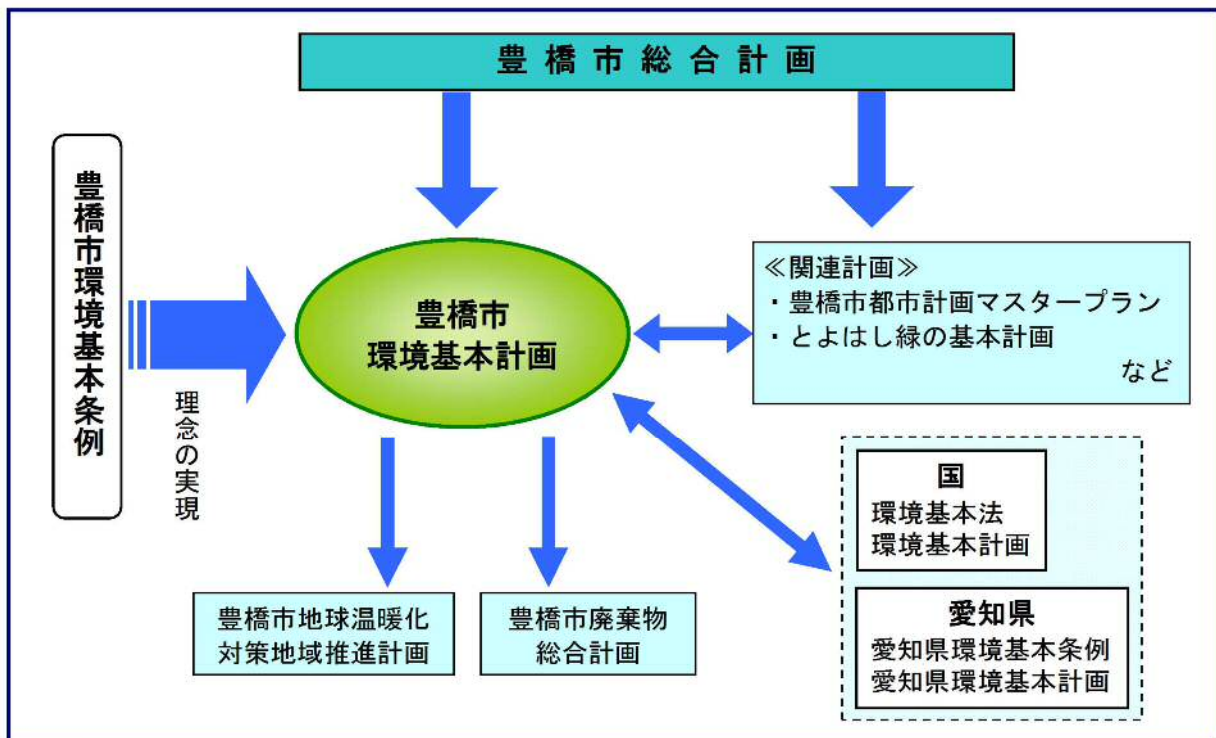 豊橋市総合計画
豊橋市環境基本条例
理念の実現
豊橋市
環境基本計画
≪関連計画≫
・豊橋市都市計画マスタープラン
・とよはし緑の基本計画
など
国
環境基本法
環境基本計画
愛知県
愛知県環境基本条例
愛知県環境基本計画
豊橋市地球温暖化
対策地域推進計画
豊橋市廃棄物
総合計画